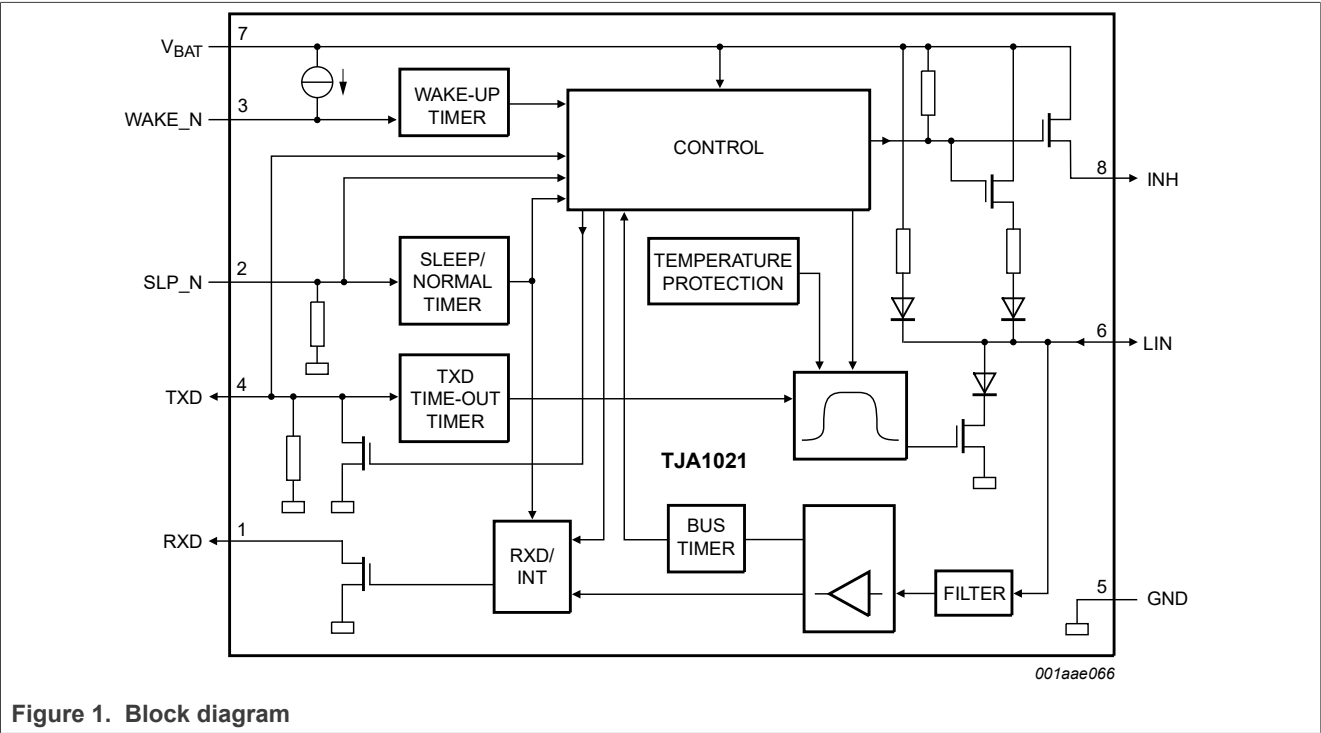 7
V_BAT
3
WAKE_N
WAKE-UP
TIMER
CONTROL
8
INH
2
SLP_N
SLEEP/
NORMAL
TIMER
TEMPERATURE
PROTECTION
6
LIN
4
TXD
TXD
TIME-OUT
TIMER
TJA1021
1
RXD
RXD/
INT
BUS
TIMER
FILTER
5
GND
001aae066
Figure 1. Block diagram